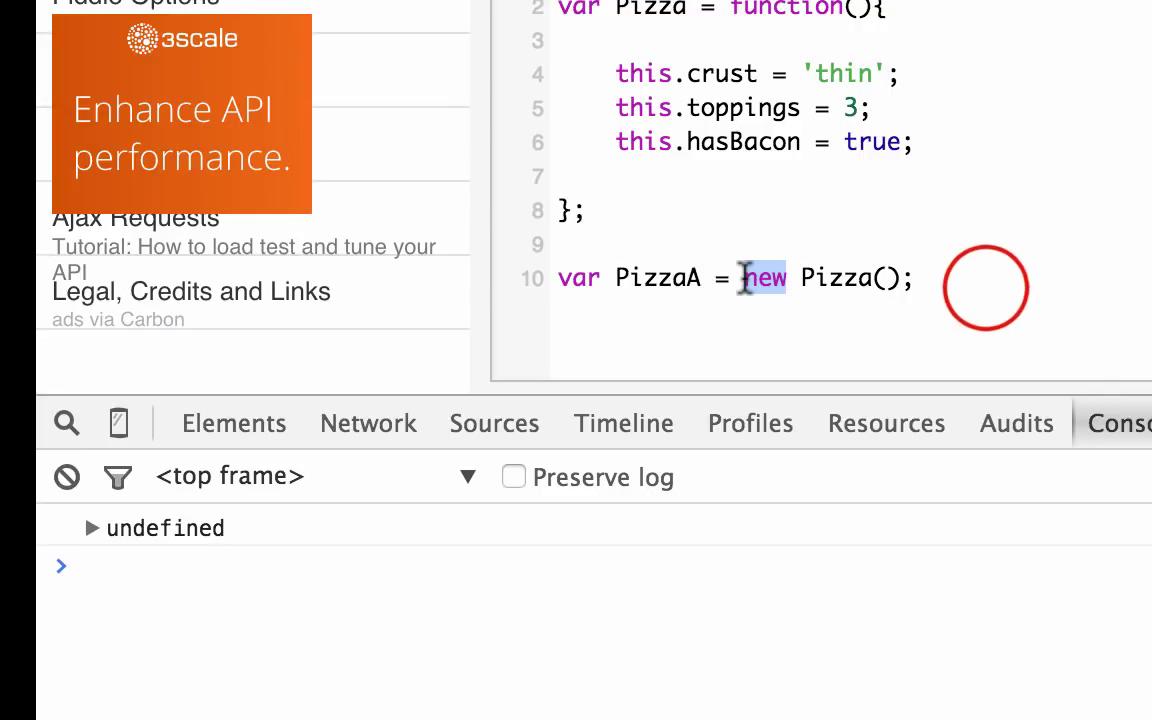 Fiddle Options
3scale
Enhance API
performance.
Ajax Requests
Tutorial: How to load test and tune your
API
Legal, Credits and Links
ads via Carbon
2 var Pizza = function(){
3
4 this.crust = 'thin';
5 this.toppings = 3;
6 this.hasBacon = true;
7
8 };
9
10 var PizzaA = new Pizza();
Elements Network Sources Timeline Profiles Resources Audits
<top frame> ▼ Preserve log
▶ undefined
>